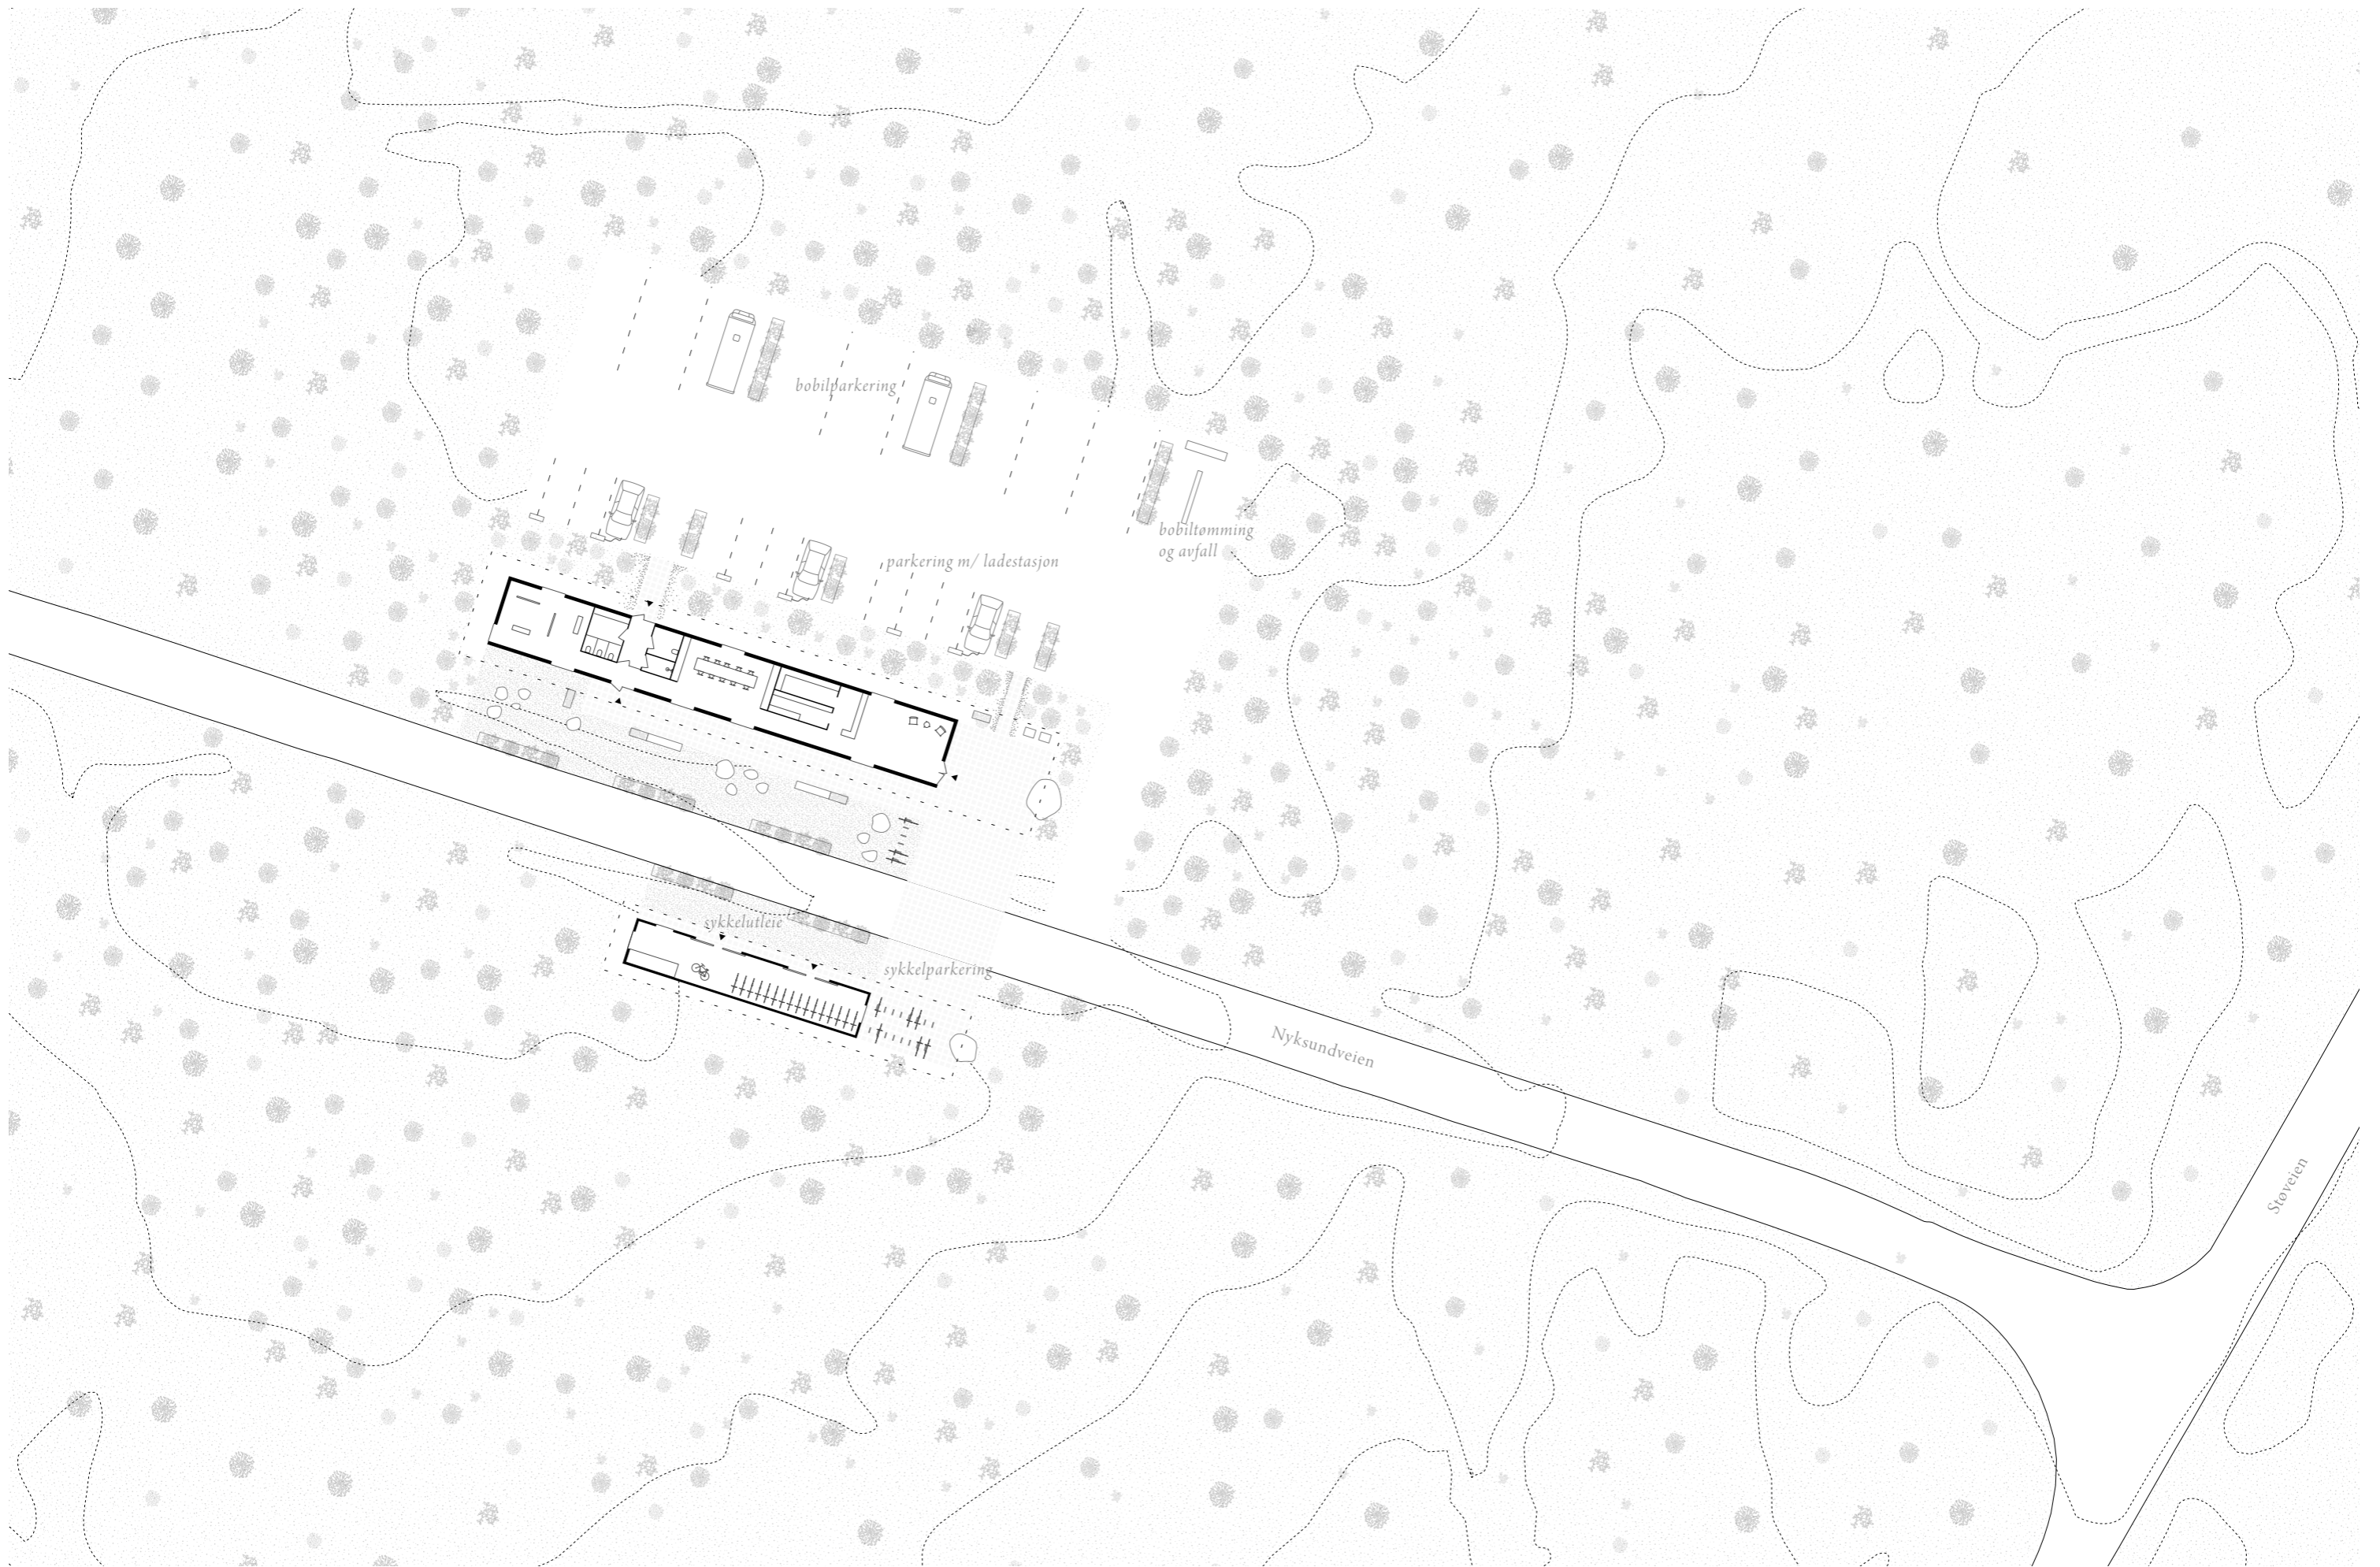 bobilparkering
bobiltømming
og avfall
parkering m/ ladestasjon
sykkelutleie
sykkelparkering
Nyksundveien
Støveien